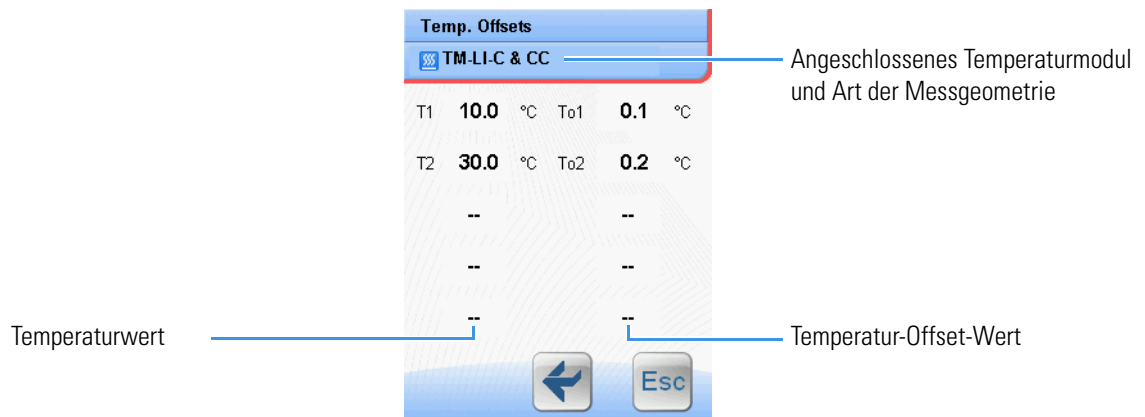 Temp. Offsets
TM-LI-C & CC
Angeschlossenes Temperaturmodul
und Art der Messgeometrie
T1 10.0 °C To1 0.1 °C
T2 30.0 °C To2 0.2 °C
-- --
-- --
-- --
Temperaturwert
Temperatur-Offset-Wert
Esc